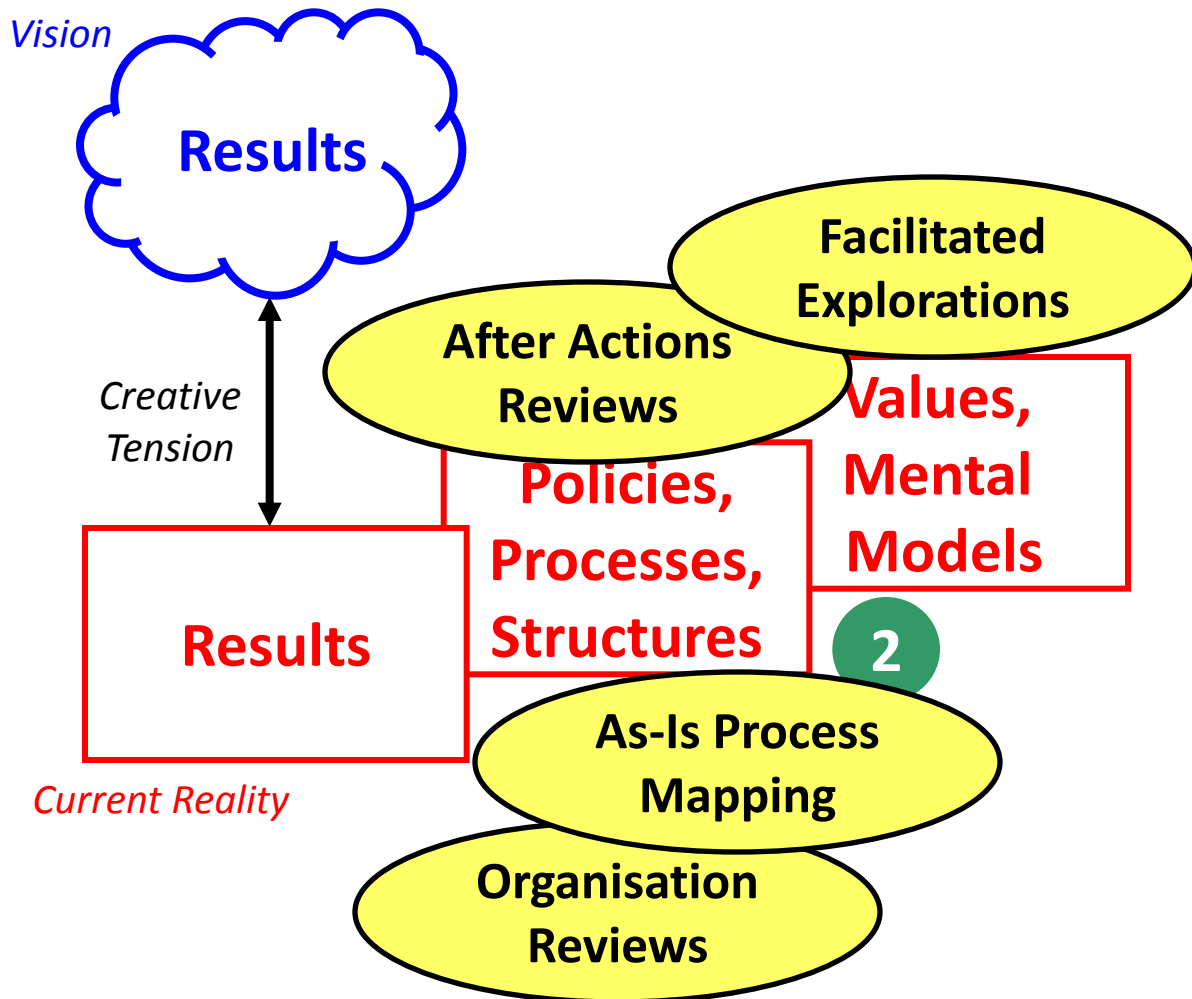 Vision
Results
Facilitated
Explorations
After Actions
Reviews
Creative
Tension
Values,
Mental
Models
Policies,
Processes,
Structures
Results
2
As-Is Process
Mapping
Current Reality
Organisation
Reviews